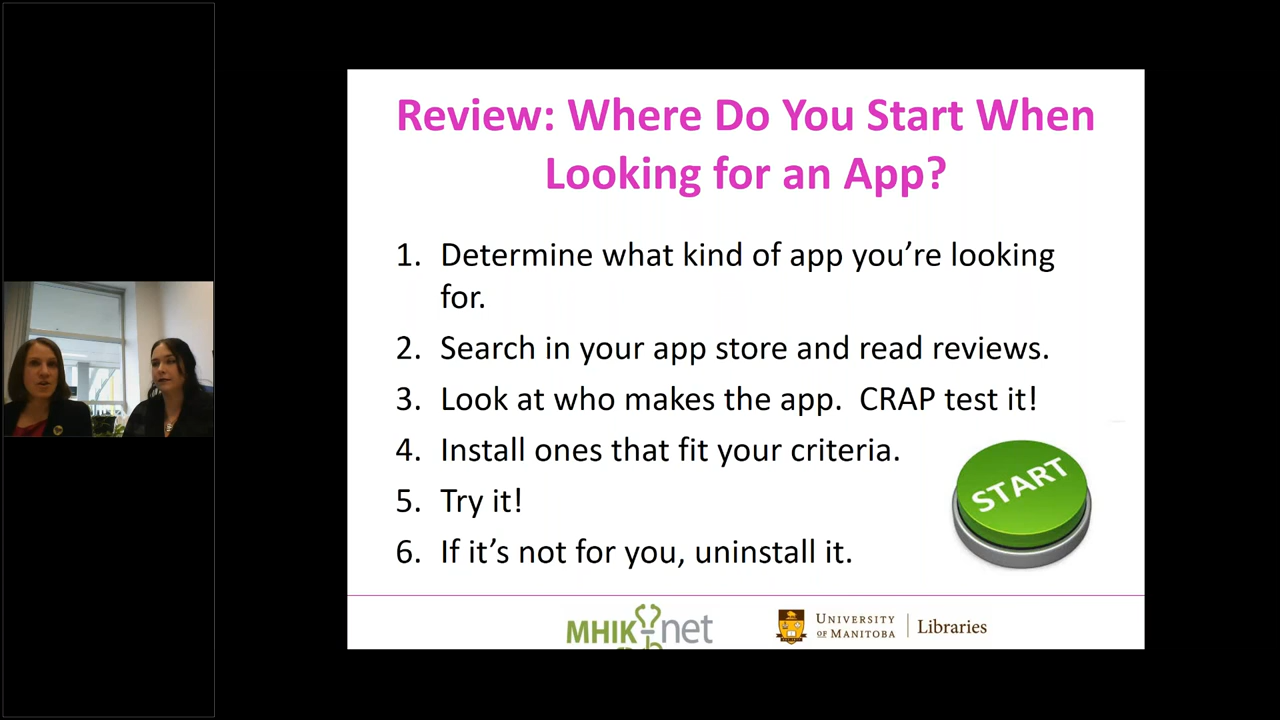 Review: Where Do You Start When
Looking for an App?
1. Determine what kind of app you’re looking
for.
2. Search in your app store and read reviews.
3. Look at who makes the app.  CRAP test it!
4. Install ones that fit your criteria.
5. Try it!
6. If it’s not for you, uninstall it.
START
MHIKnet
UNIVERSITY
OF MANITOBA
Libraries